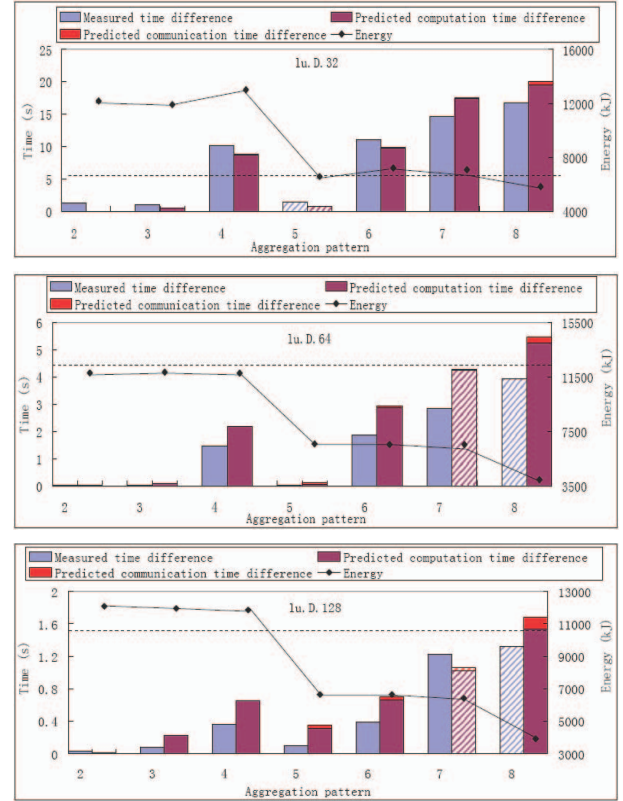 Measured time difference Predicted computation time difference
Predicted communication time difference Energy
lu.D.32
25 16000
20 12000
15
10 8000
5
0 4000
Time (s)
Energy (kJ)
2 3 4 5 6 7 8
Aggregation pattern
Measured time difference Predicted computation time difference
Predicted communication time difference Energy
lu.D.64
6 15500
5
4 11500
3
2 7500
1
0 3500
Time (s)
Energy (kJ)
2 3 4 5 6 7 8
Aggregation pattern
Measured time difference Predicted computation time difference
Predicted communication time difference Energy
lu.D.128
2 13000
1.6 11000
1.2 9000
0.8 7000
0.4 5000
0 3000
Time (s)
Energy (kJ)
2 3 4 5 6 7 8
Aggregation pattern